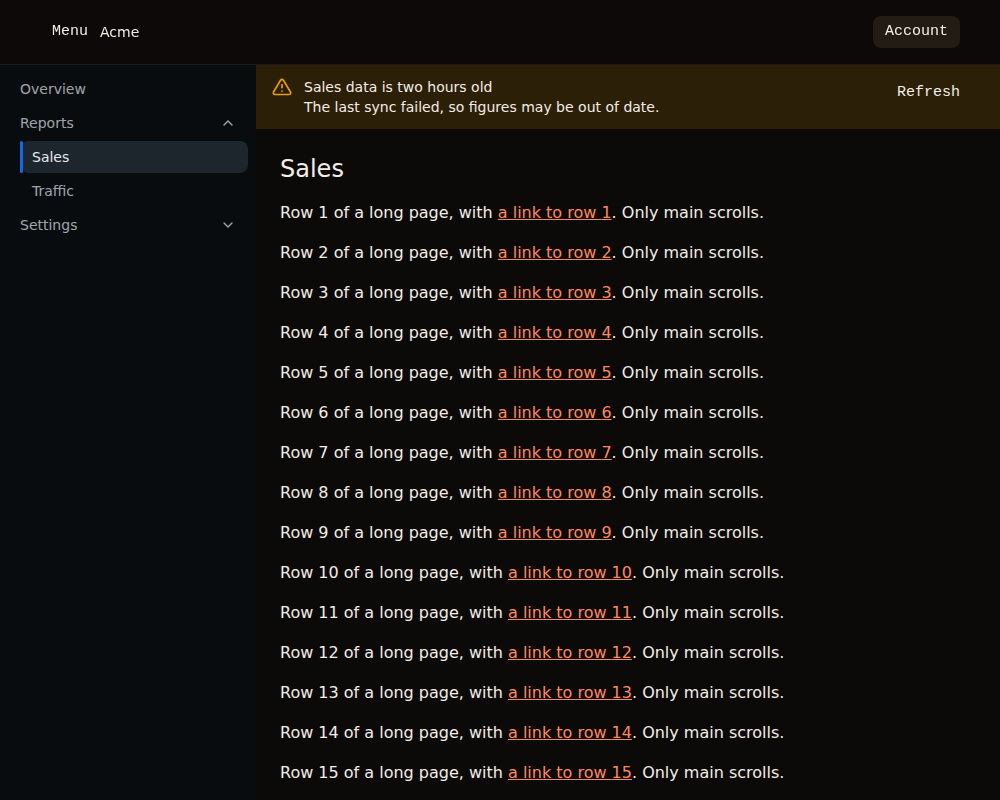 Menu Acme Account
Overview
Reports
Sales
Traffic
Settings
Sales data is two hours old
The last sync failed, so figures may be out of date.
Refresh
Sales
Row 1 of a long page, with a link to row 1. Only main scrolls.
Row 2 of a long page, with a link to row 2. Only main scrolls.
Row 3 of a long page, with a link to row 3. Only main scrolls.
Row 4 of a long page, with a link to row 4. Only main scrolls.
Row 5 of a long page, with a link to row 5. Only main scrolls.
Row 6 of a long page, with a link to row 6. Only main scrolls.
Row 7 of a long page, with a link to row 7. Only main scrolls.
Row 8 of a long page, with a link to row 8. Only main scrolls.
Row 9 of a long page, with a link to row 9. Only main scrolls.
Row 10 of a long page, with a link to row 10. Only main scrolls.
Row 11 of a long page, with a link to row 11. Only main scrolls.
Row 12 of a long page, with a link to row 12. Only main scrolls.
Row 13 of a long page, with a link to row 13. Only main scrolls.
Row 14 of a long page, with a link to row 14. Only main scrolls.
Row 15 of a long page, with a link to row 15. Only main scrolls.